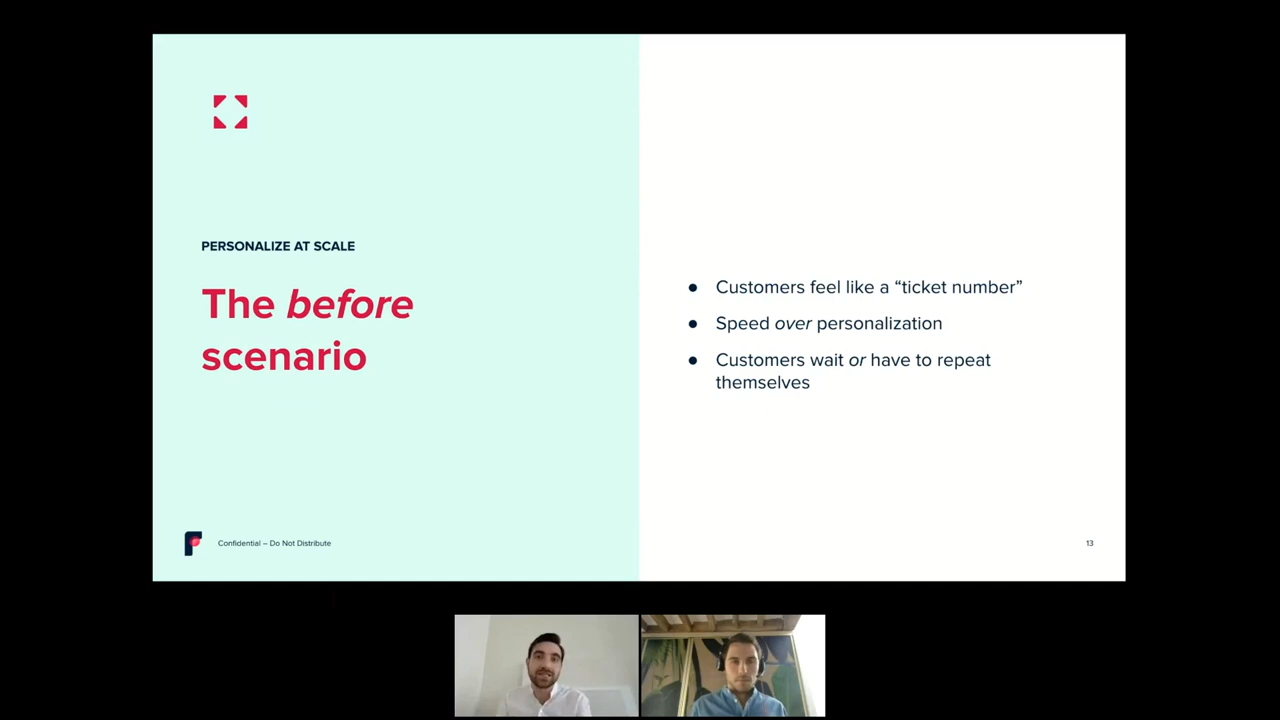 PERSONALIZE AT SCALE
The before
scenario
● Customers feel like a “ticket number”
● Speed over personalization
● Customers wait or have to repeat
themselves
Confidential – Do Not Distribute
13